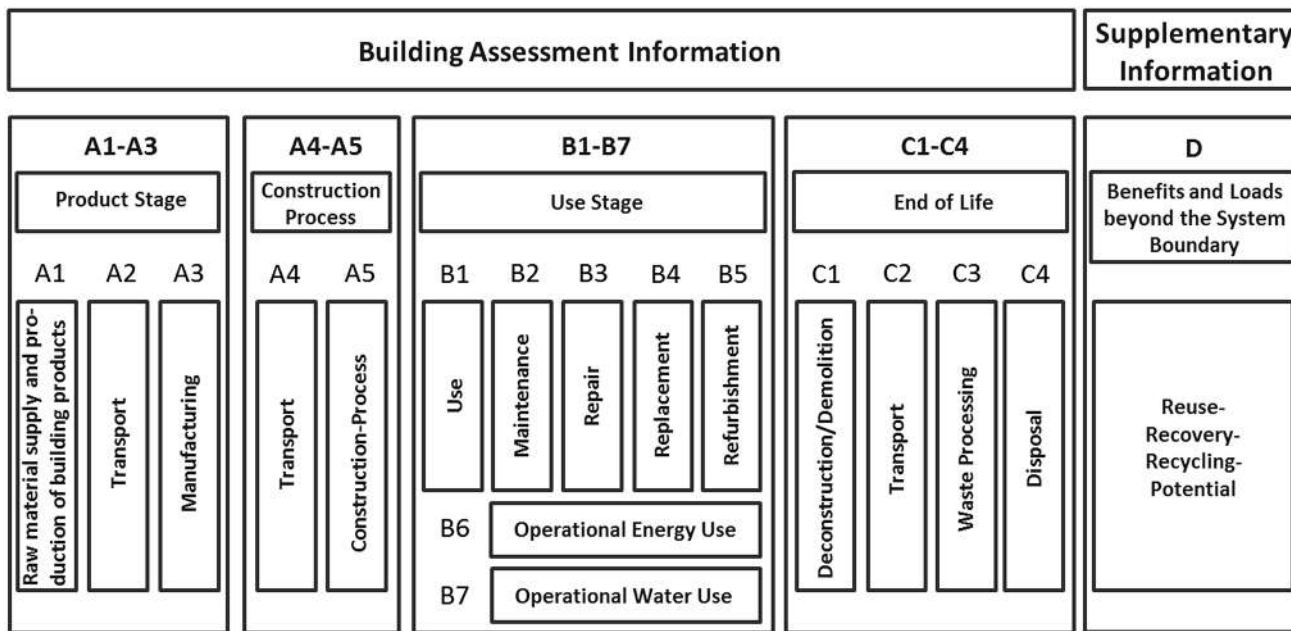 Building Assessment Information
Supplementary
Information
A1-A3
Product Stage
A1 A2 A3
Raw material supply and pro-
duction of building products
Transport
Manufacturing
A4-A5
Construction
Process
A4 A5
Transport
Construction-Process
B1-B7
Use Stage
B1 B2 B3 B4 B5
Use
Maintenance
Repair
Replacement
Refurbishment
B6 Operational Energy Use
B7 Operational Water Use
C1-C4
End of Life
C1 C2 C3 C4
Deconstruction/Demolition
Transport
Waste Processing
Disposal
D
Benefits and Loads
beyond the System
Boundary
Reuse-
Recovery-
Recycling-
Potential